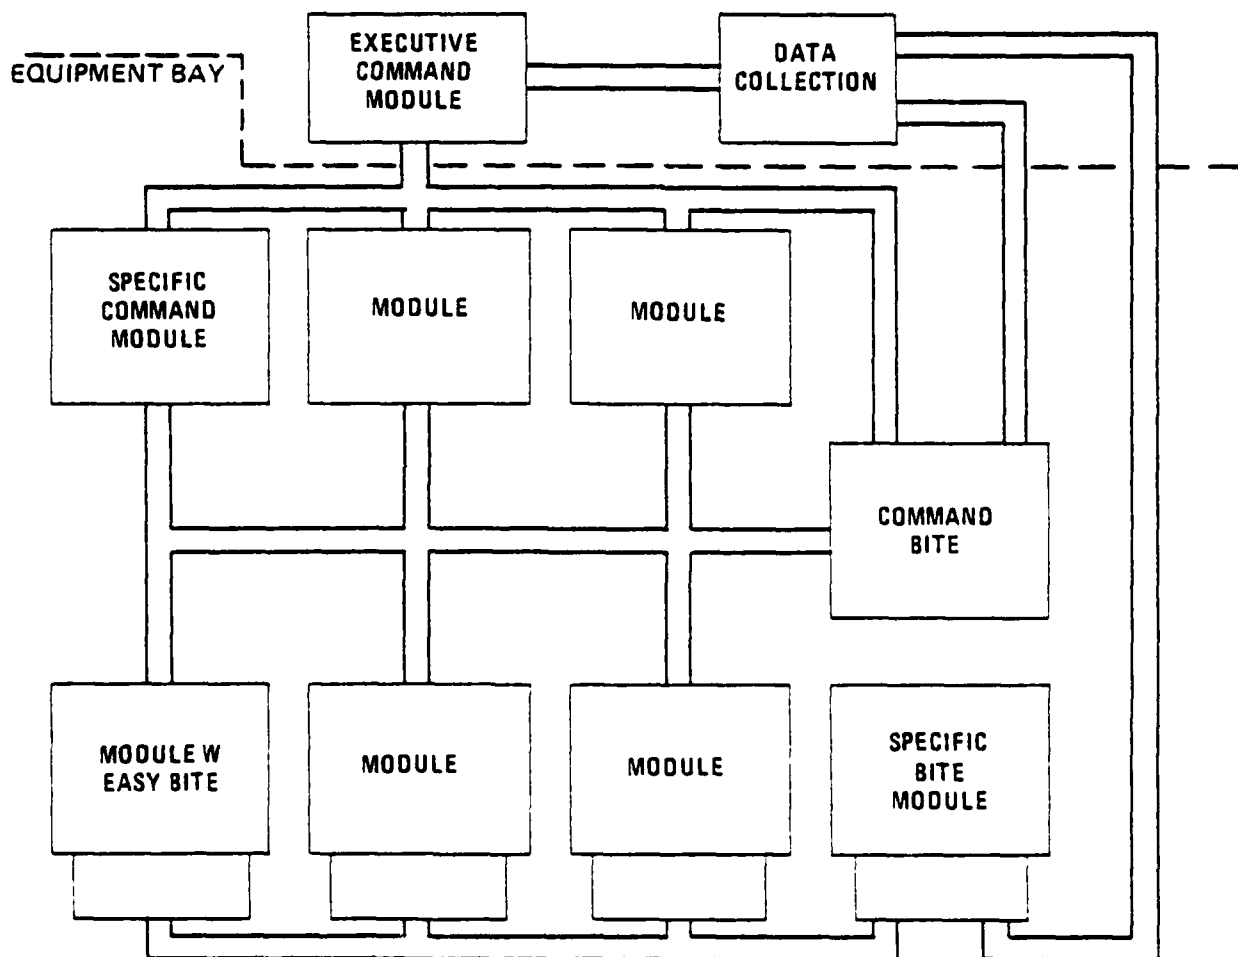 EXECUTIVE
COMMAND
MODULE
DATA
COLLECTION
EQUIPMENT BAY
SPECIFIC
COMMAND
MODULE
MODULE
MODULE
COMMAND
BITE
MODULE W
EASY BITE
MODULE
MODULE
SPECIFIC
BITE
MODULE